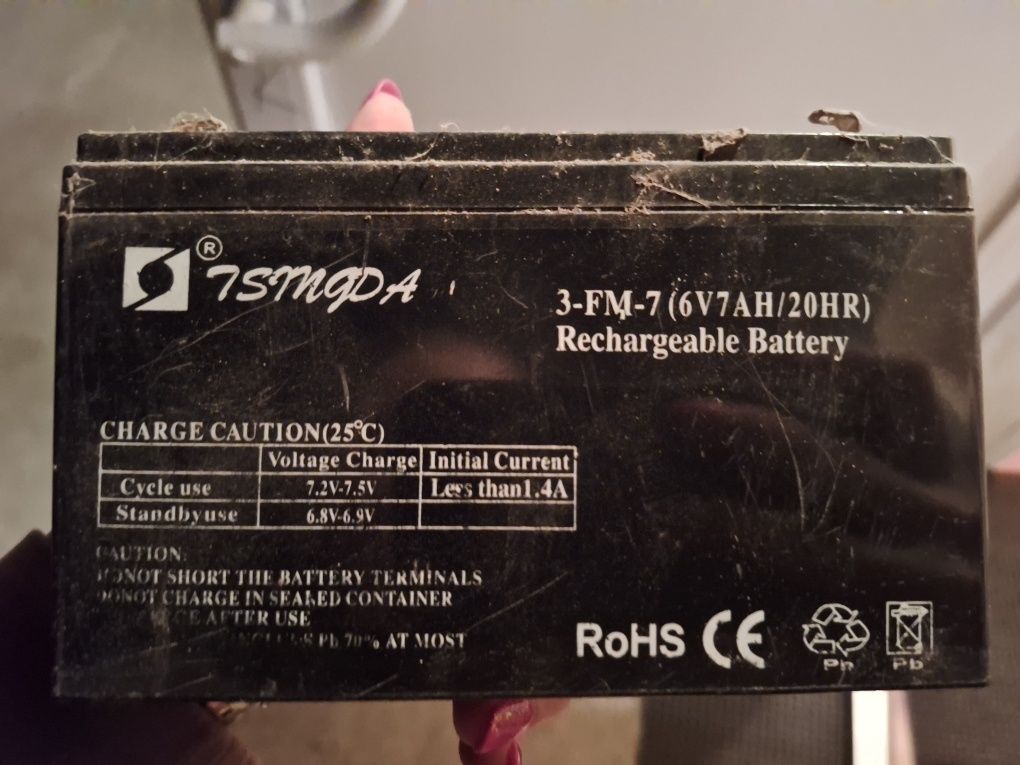 ® TSINGDA
3-FM-7 (6V7AH/20HR)
Rechargeable Battery
CHARGE CAUTION(25℃)
Voltage Charge Initial Current
Cycle use 7.2V-7.5V Less than1.4A
Standbyuse 6.8V-6.9V
CAUTION:
DONOT SHORT THE BATTERY TERMINALS
DONOT CHARGE IN SEALED CONTAINER
AFTER USE
Pb 70% AT MOST
RoHS CE
Pb Pb